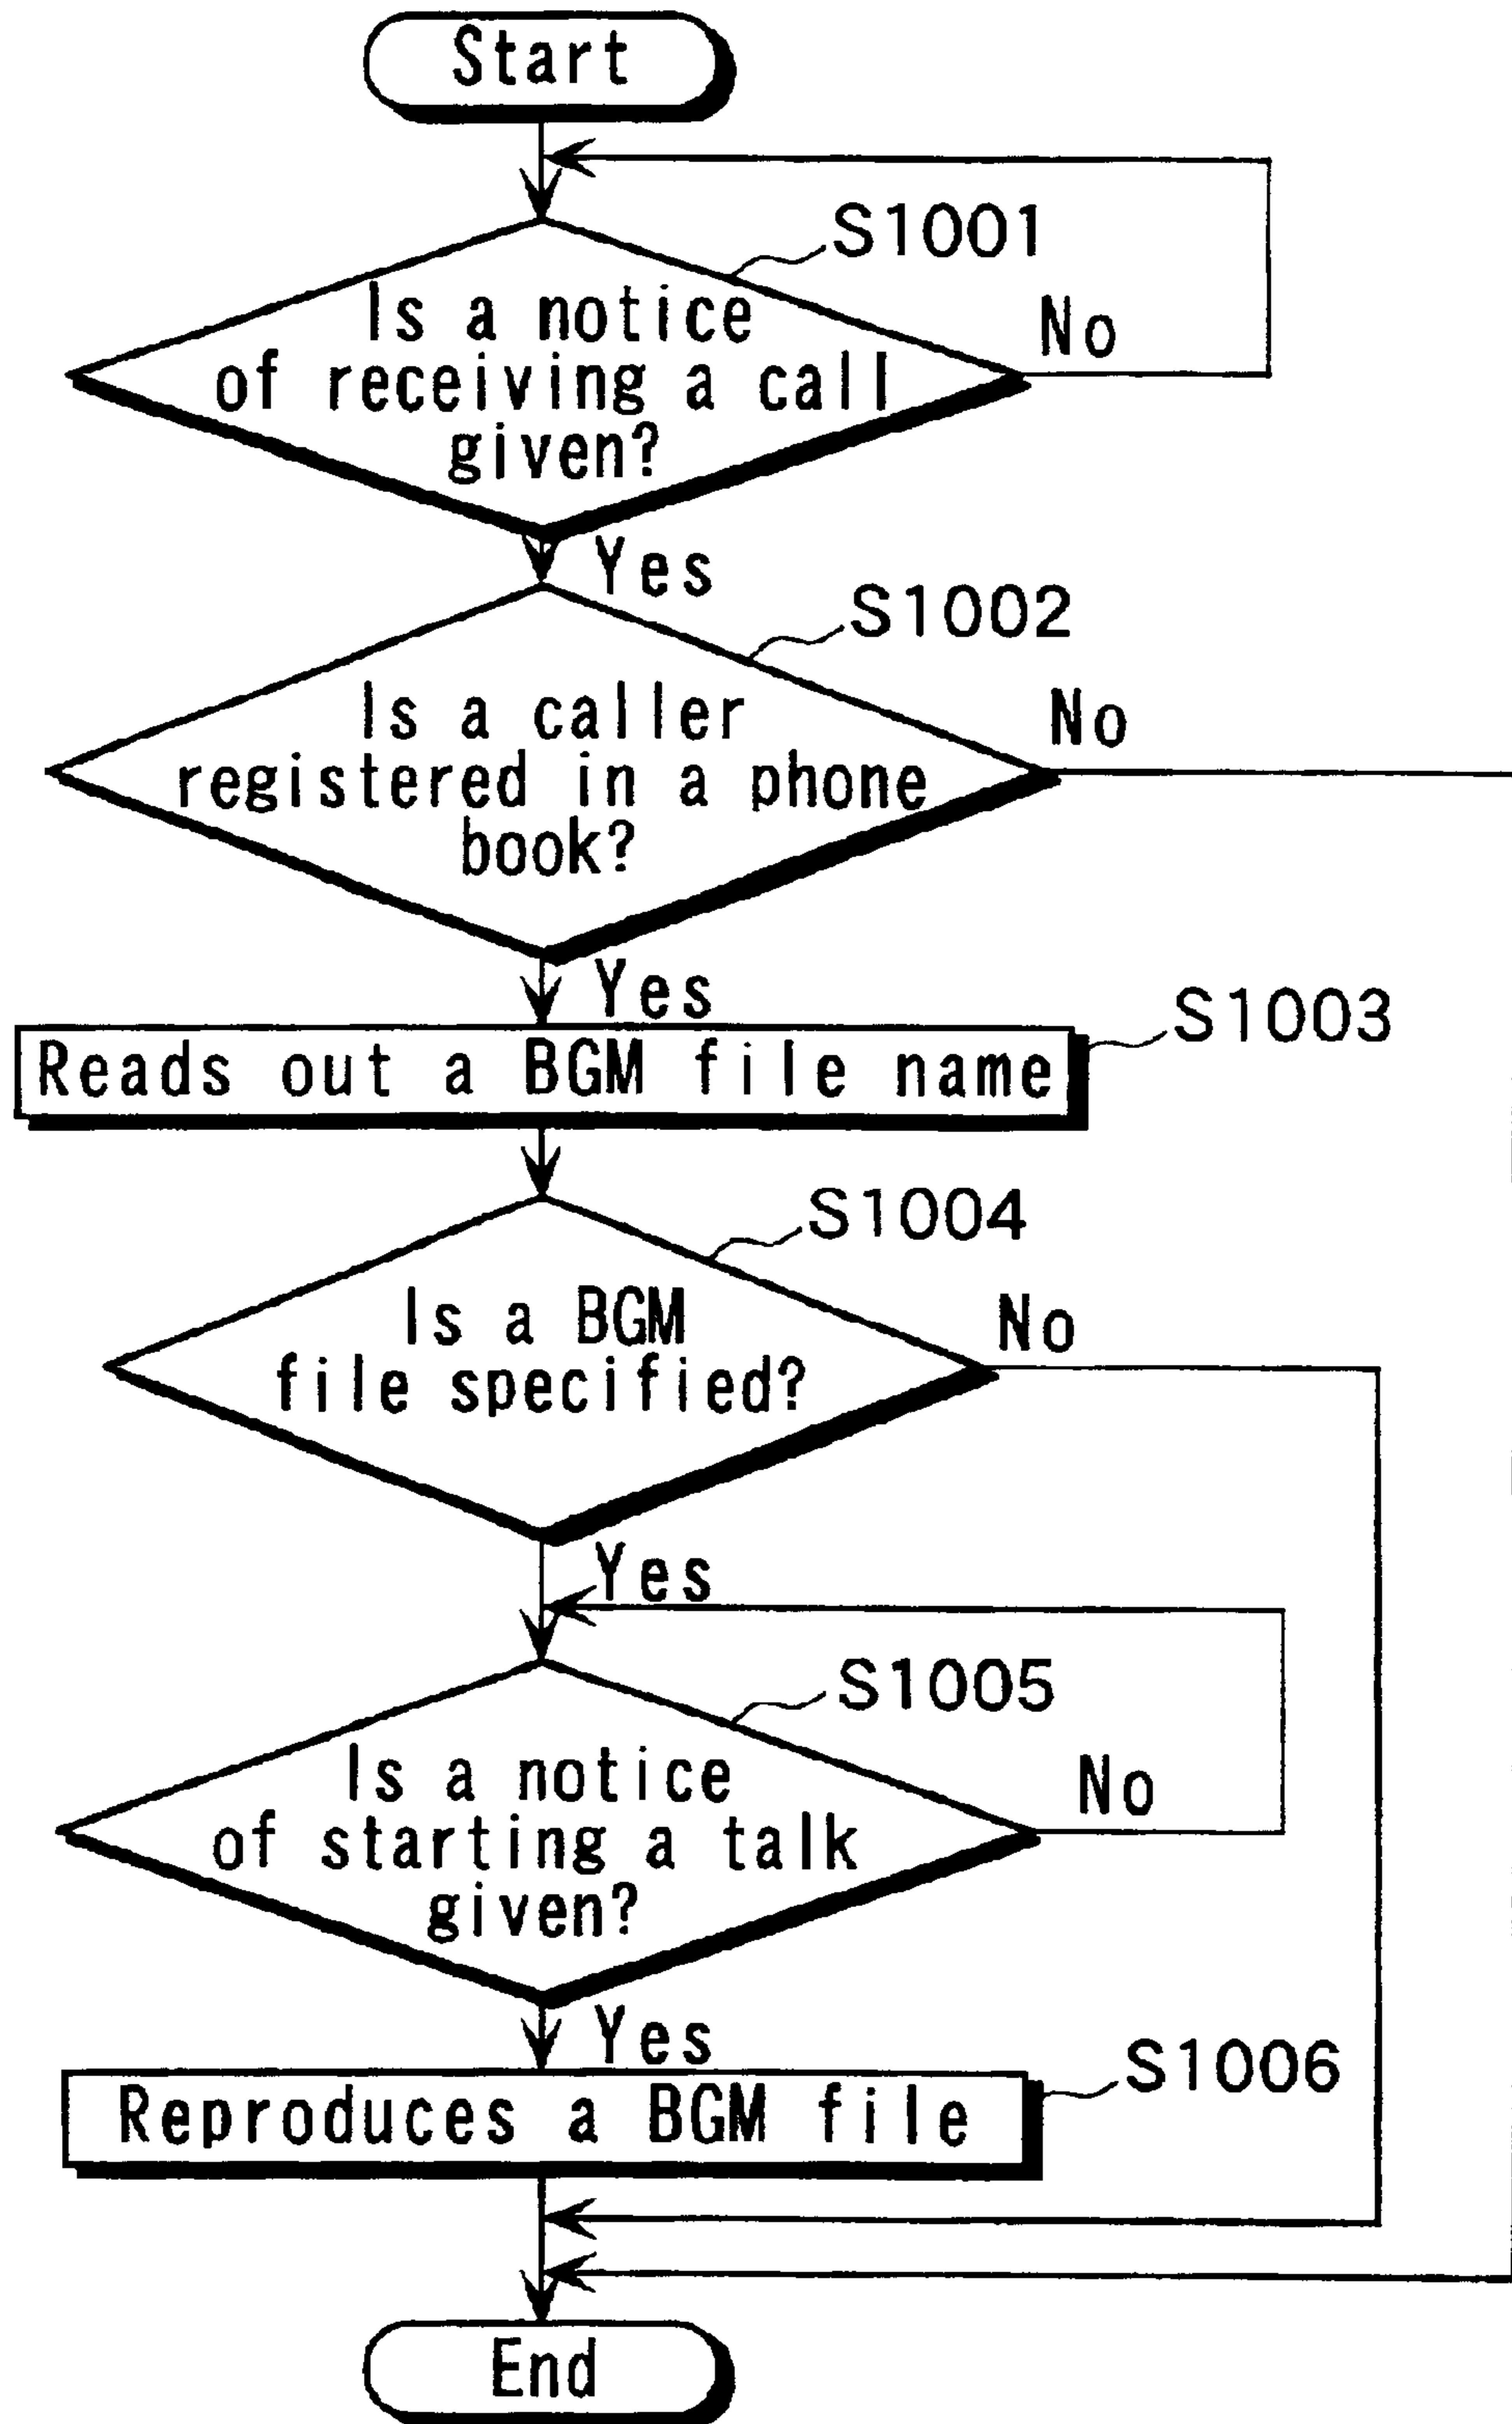 Start
S1001
Is a notice
of receiving a call
given?
No
Yes
S1002
Is a caller
registered in a phone
book?
No
Yes
S1003
Reads out a BGM file name
S1004
Is a BGM
file specified?
No
Yes
S1005
Is a notice
of starting a talk
given?
No
Yes
S1006
Reproduces a BGM file
End